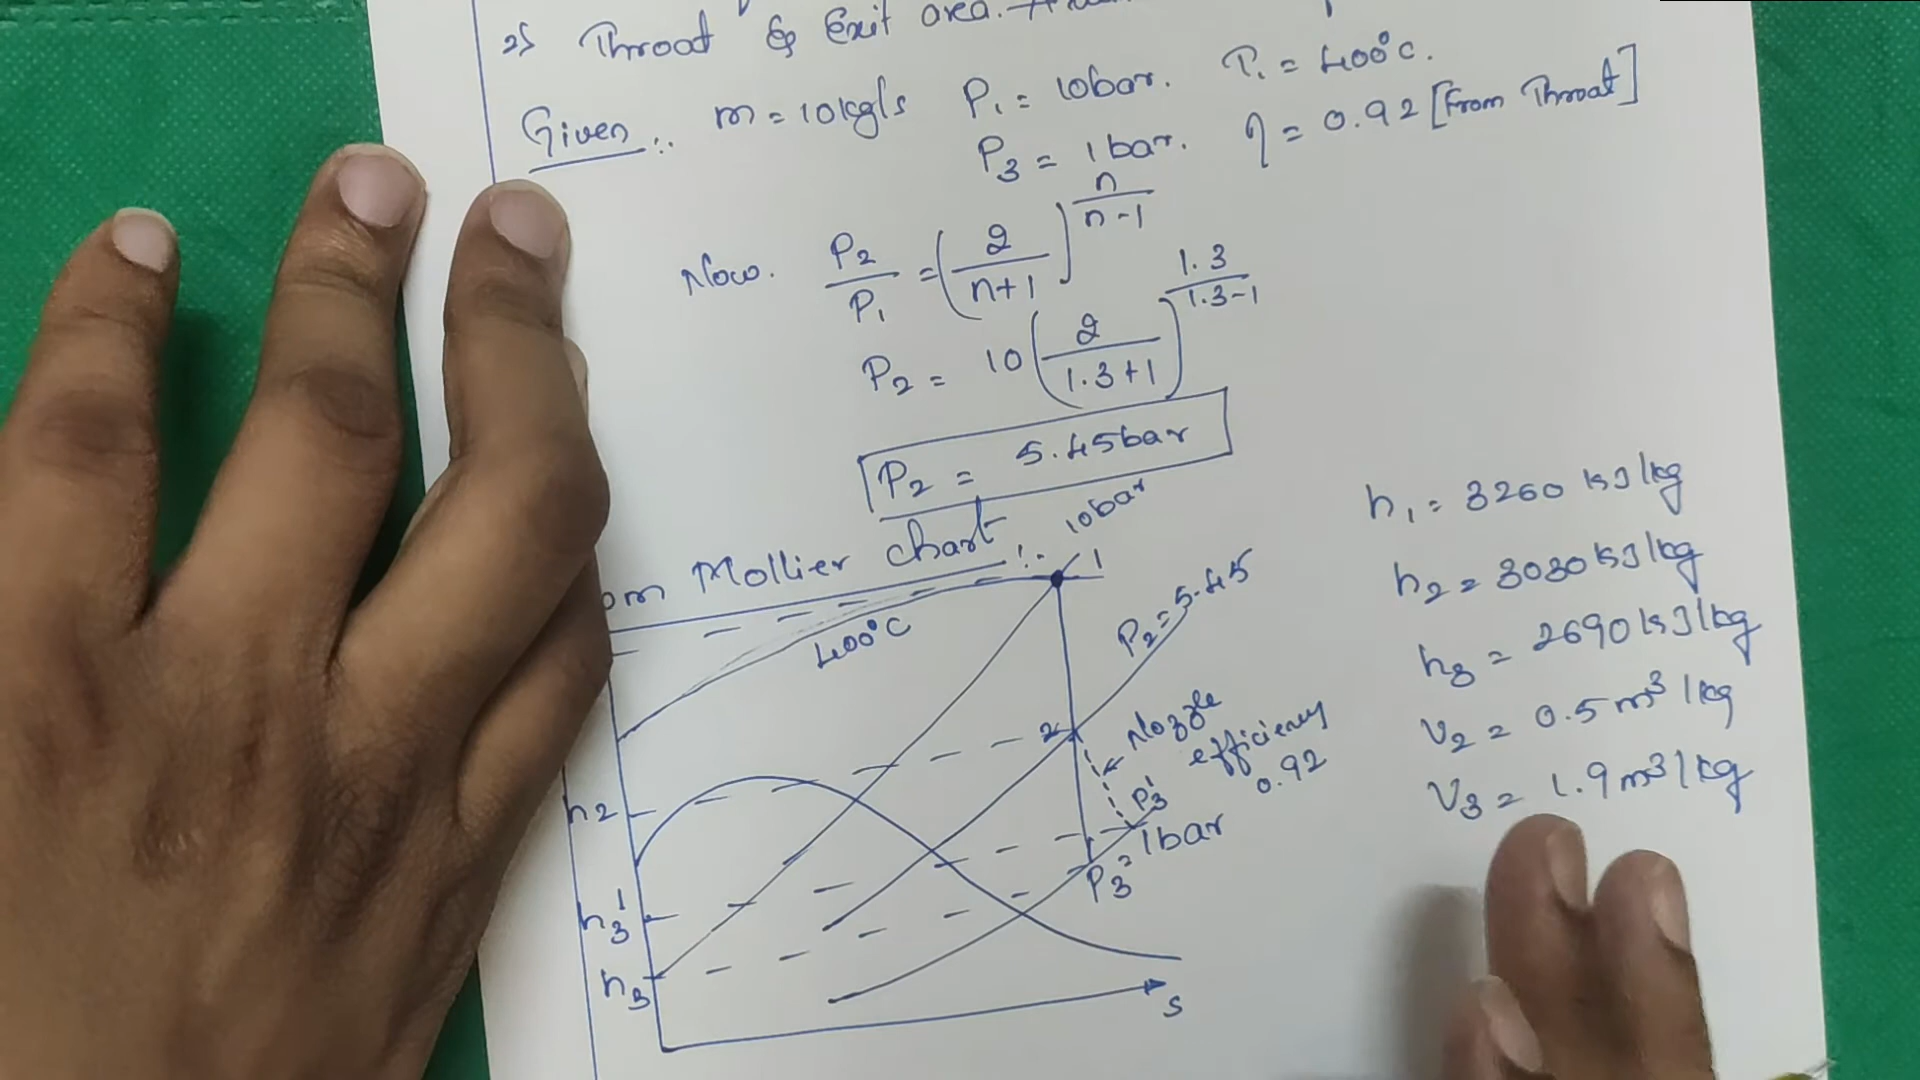 2) Throat & Exit area.
Given:. m = 10kg/s P₁ = 10bar. T₁ = 400°C.
P₃ = 1bar. η = 0.92 [From Throat]
Now. P₂/P₁ = (2/n+1)^n/n-1
P₂ = 10 (2/1.3+1)^1.3/1.3-1
P₂ = 5.45bar
om Mollier chart :-
10bar
1
400°C
P₂ = 5.45
h₁ = 3260 kJ/kg
h₂ = 3030 kJ/kg
h₃ = 2690 kJ/kg
v₂ = 0.5 m³/kg
v₃ = 1.9 m³/kg
2
Nozzle
efficiency
0.92
h₂
P₃'
P₃ = 1bar
h₃'
h₃
s